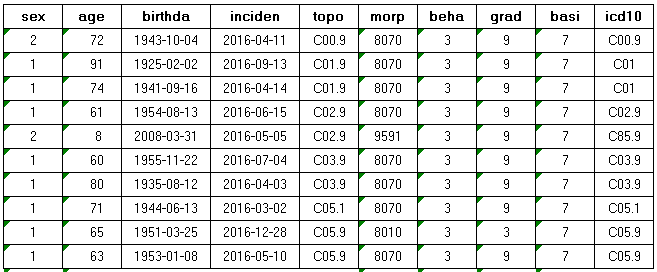 sex age birthda inciden topo morp beha grad basi icd10
2 72 1943-10-04 2016-04-11 C00.9 8070 3 9 7 C00.9
1 91 1925-02-02 2016-09-13 C01.9 8070 3 9 7 C01
1 74 1941-09-16 2016-04-14 C01.9 8070 3 9 7 C01
1 61 1954-08-13 2016-06-15 C02.9 8070 3 9 7 C02.9
2 8 2008-03-31 2016-05-05 C02.9 9591 3 9 7 C85.9
1 60 1955-11-22 2016-07-04 C03.9 8070 3 9 7 C03.9
1 80 1935-08-12 2016-04-03 C03.9 8070 3 9 7 C03.9
1 71 1944-06-13 2016-03-02 C05.1 8070 3 9 7 C05.1
1 65 1951-03-25 2016-12-28 C05.9 8010 3 3 7 C05.9
1 63 1953-01-08 2016-05-10 C05.9 8070 3 9 7 C05.9